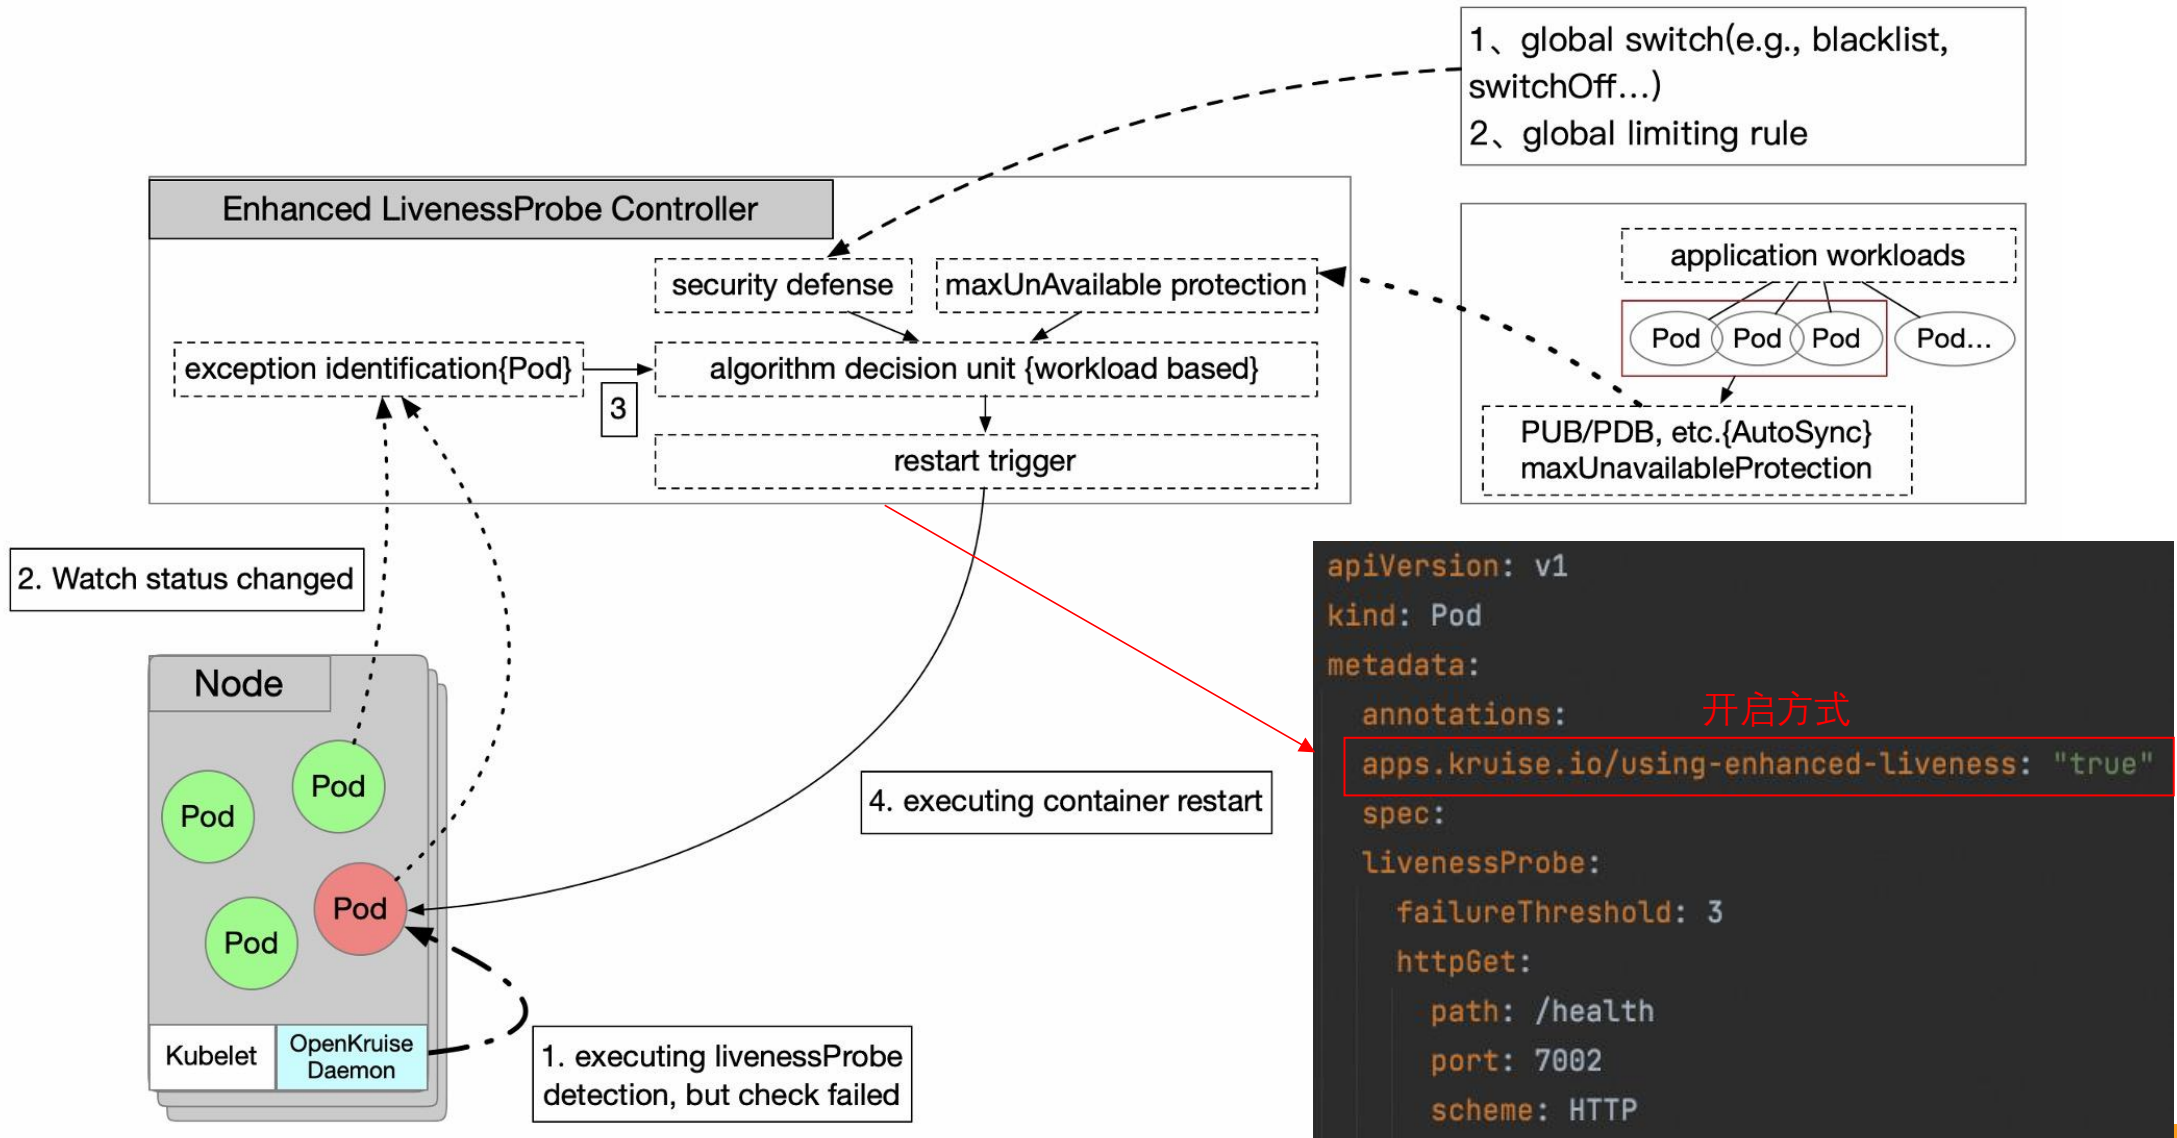 1、global switch(e.g., blacklist,
switchOff...)
2、global limiting rule
Enhanced LivenessProbe Controller
security defense
maxUnAvailable protection
exception identification{Pod}
3
algorithm decision unit {workload based}
restart trigger
application workloads
Pod
Pod
Pod
Pod...
PUB/PDB, etc.{AutoSync}
maxUnavailableProtection
2. Watch status changed
Node
Pod
Pod
Pod
Pod
Kubelet
OpenKruise
Daemon
1. executing livenessProbe
detection, but check failed
4. executing container restart
apiVersion: v1
kind: Pod
metadata:
annotations:
开启方式
apps.kruise.io/using-enhanced-liveness: "true"
spec:
livenessProbe:
failureThreshold: 3
httpGet:
path: /health
port: 7002
scheme: HTTP